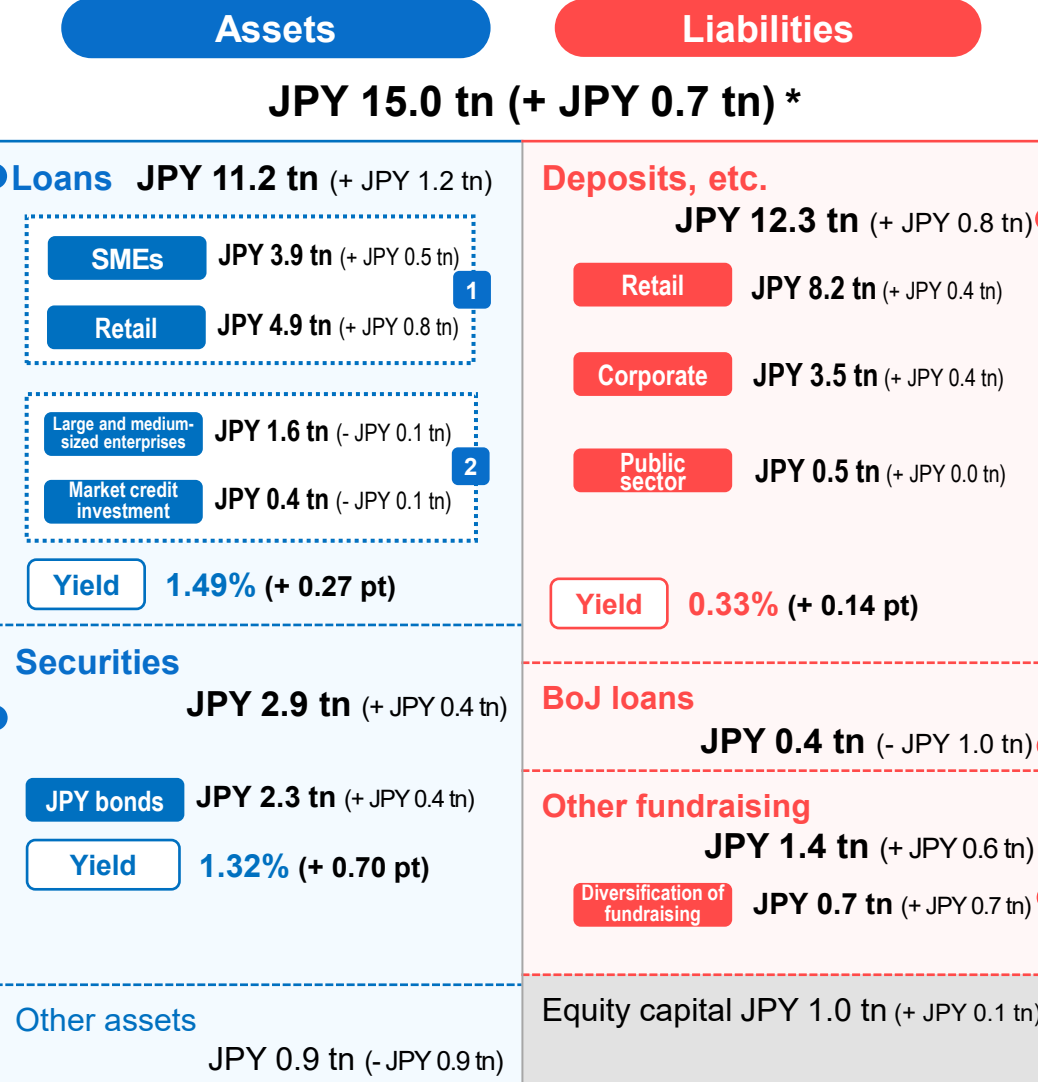 Assets
Liabilities
JPY 15.0 tn (+ JPY 0.7 tn) *
Loans JPY 11.2 tn (+ JPY 1.2 tn)
SMEs JPY 3.9 tn (+ JPY 0.5 tn)
1
Retail JPY 4.9 tn (+ JPY 0.8 tn)
Large and medium-
sized enterprises JPY 1.6 tn (- JPY 0.1 tn)
2
Market credit
investment JPY 0.4 tn (- JPY 0.1 tn)
Yield 1.49% (+ 0.27 pt)
Securities
JPY 2.9 tn (+ JPY 0.4 tn)
JPY bonds JPY 2.3 tn (+ JPY 0.4 tn)
Yield 1.32% (+ 0.70 pt)
Other assets
JPY 0.9 tn (- JPY 0.9 tn)
Deposits, etc.
JPY 12.3 tn (+ JPY 0.8 tn)
Retail JPY 8.2 tn (+ JPY 0.4 tn)
Corporate JPY 3.5 tn (+ JPY 0.4 tn)
Public
sector JPY 0.5 tn (+ JPY 0.0 tn)
Yield 0.33% (+ 0.14 pt)
BoJ loans
JPY 0.4 tn (- JPY 1.0 tn)
Other fundraising
JPY 1.4 tn (+ JPY 0.6 tn)
Diversification of
fundraising JPY 0.7 tn (+ JPY 0.7 tn)
Equity capital JPY 1.0 tn (+ JPY 0.1 tn)